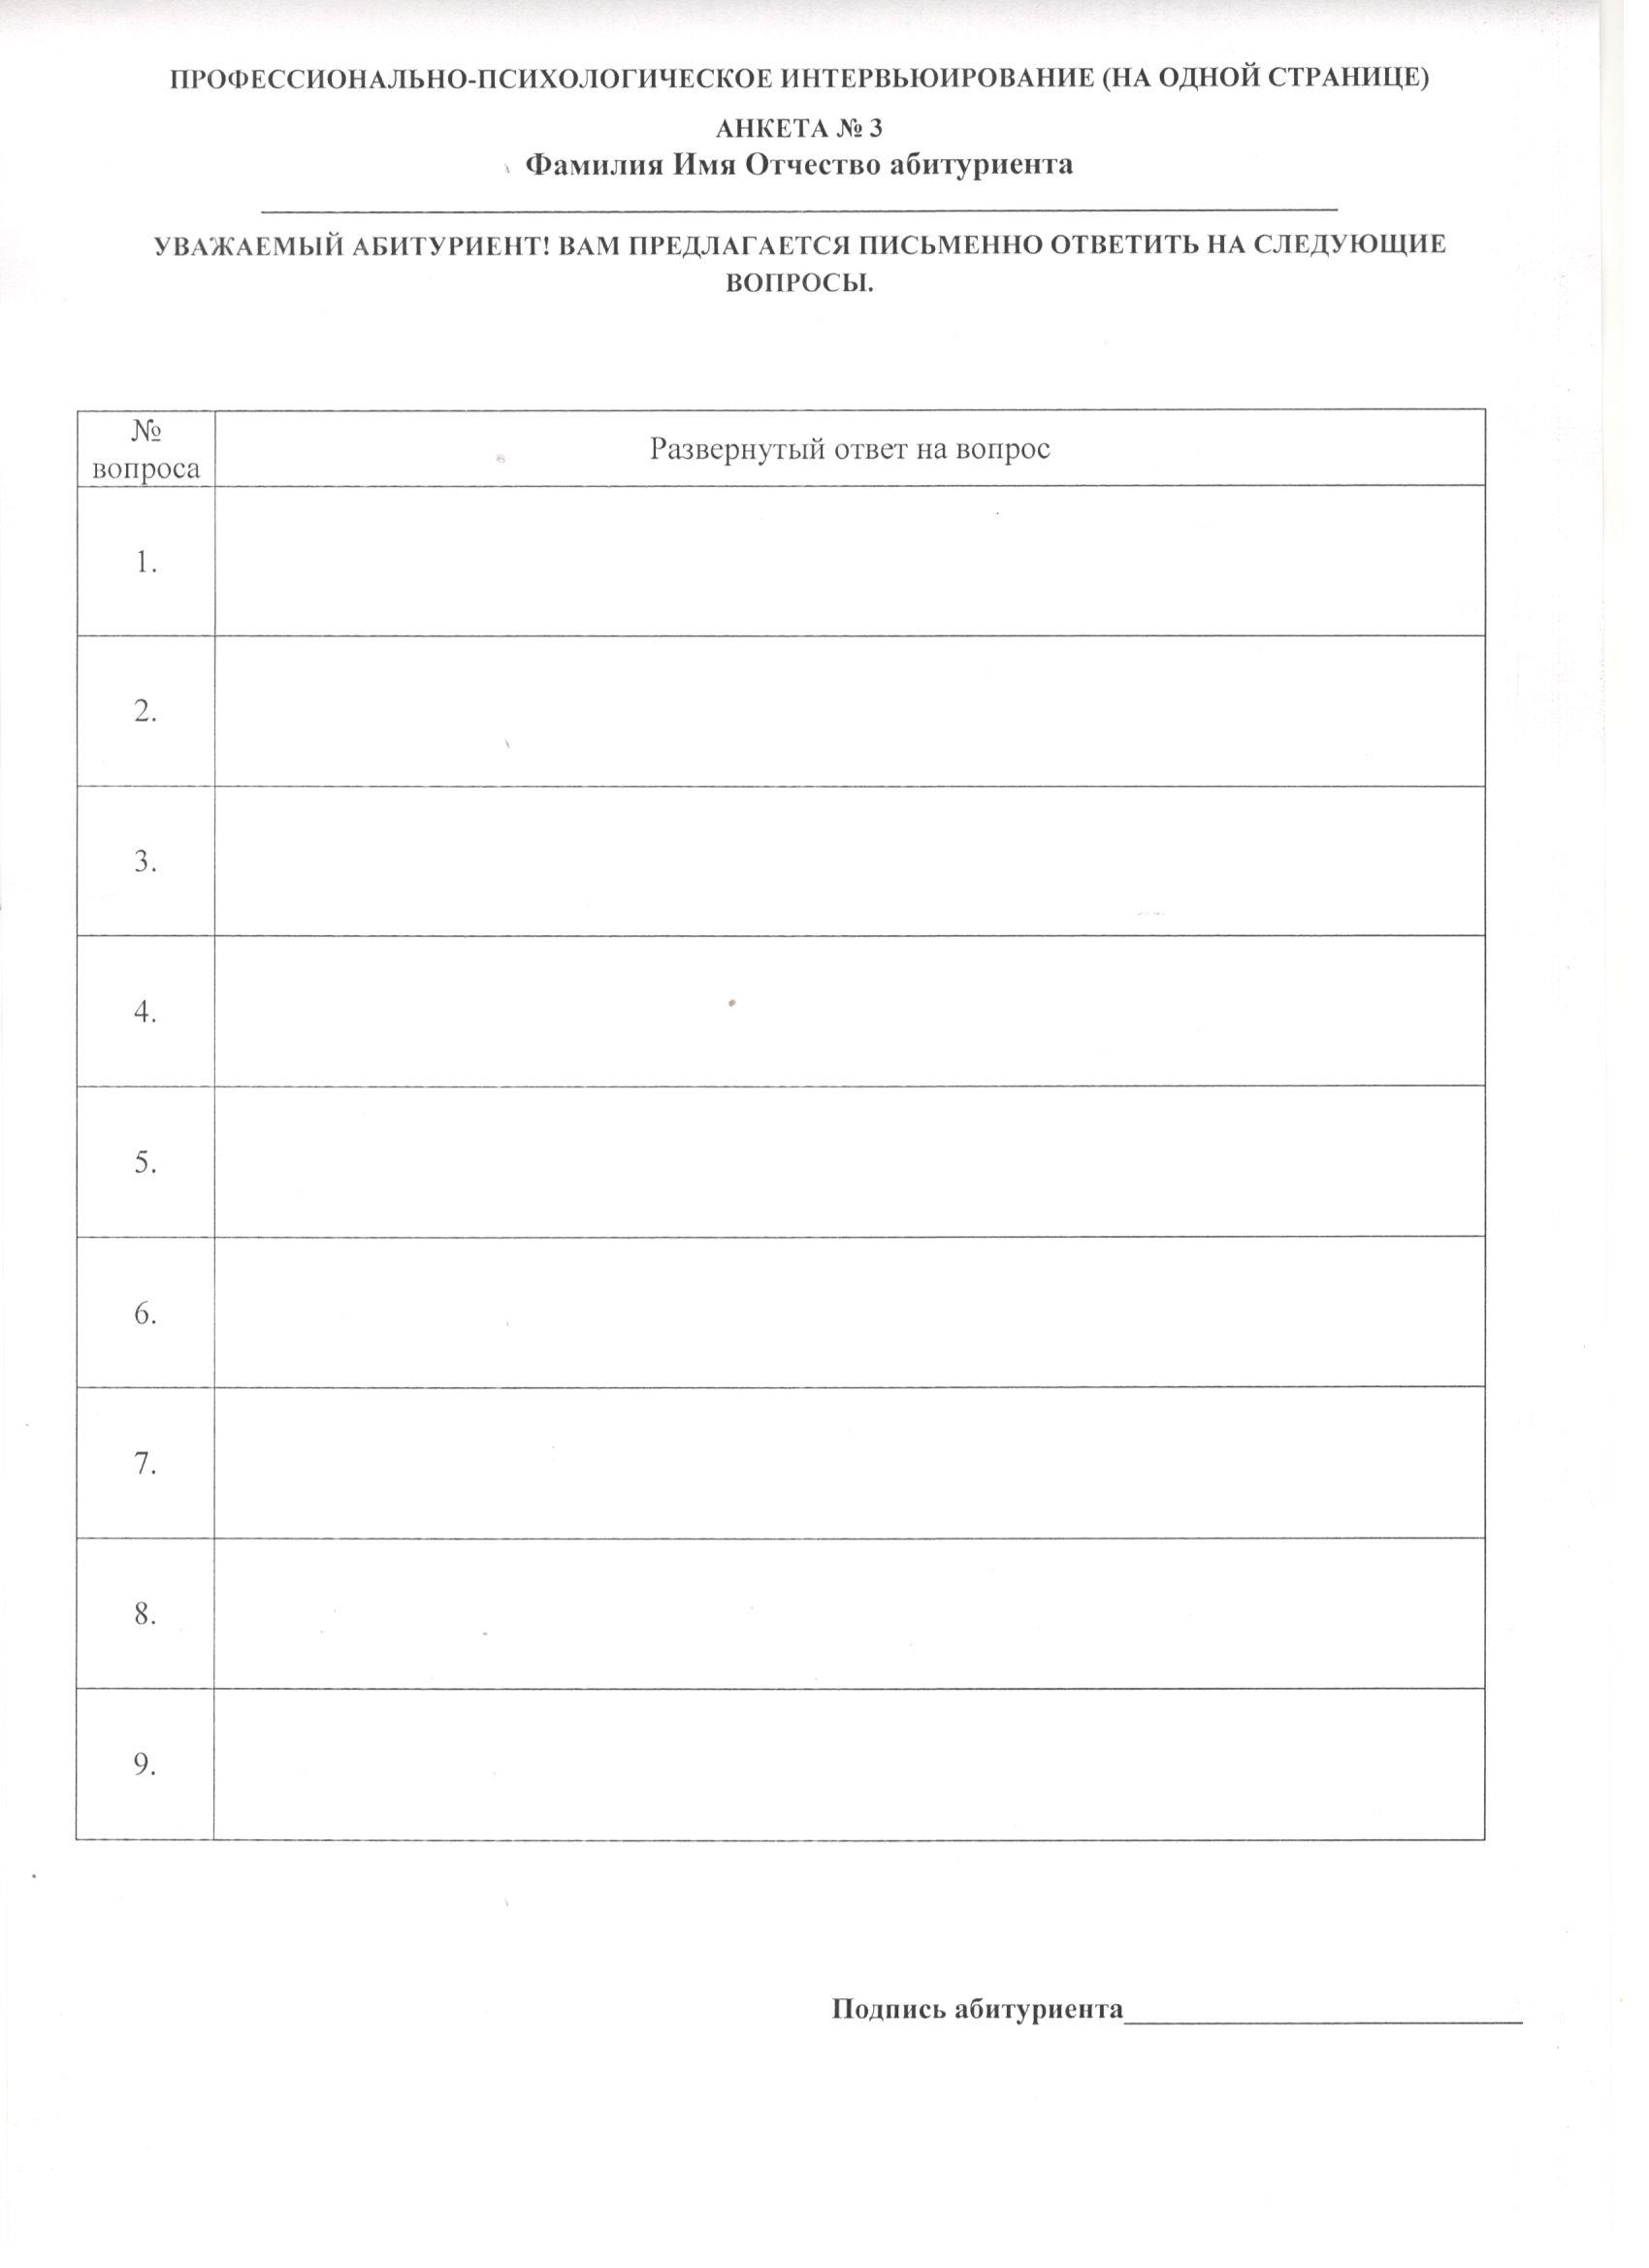 ПРОФЕССИОНАЛЬНО-ПСИХОЛОГИЧЕСКОЕ ИНТЕРВЬЮИРОВАНИЕ (НА ОДНОЙ СТРАНИЦЕ)
АНКЕТА № 3
Фамилия Имя Отчество абитуриента
УВАЖАЕМЫЙ АБИТУРИЕНТ! ВАМ ПРЕДЛАГАЕТСЯ ПИСЬМЕННО ОТВЕТИТЬ НА СЛЕДУЮЩИЕ
ВОПРОСЫ.
№
вопроса
Развернутый ответ на вопрос
1.
2.
3.
4.
5.
6.
7.
8.
9.
Подпись абитуриента